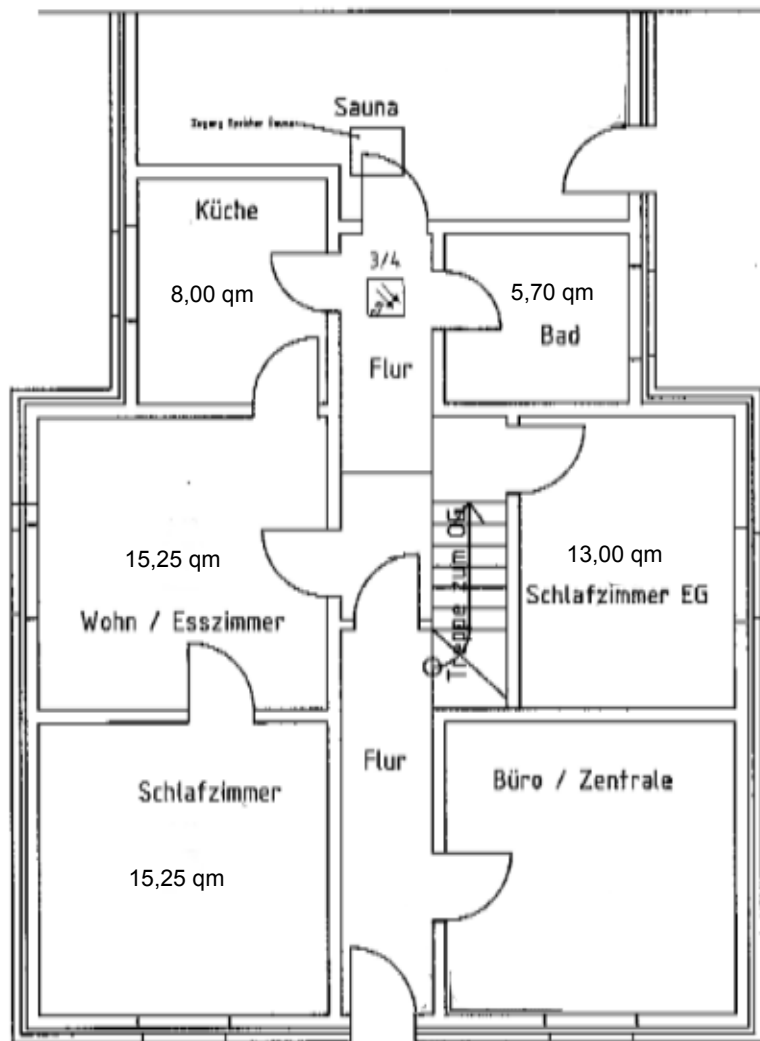 Sauna
Küche
8,00 qm
3/4
5,70 qm
Bad
Flur
15,25 qm
Wohn / Esszimmer
Treppe zum OG
13,00 qm
Schlafzimmer EG
Flur
Schlafzimmer
15,25 qm
Büro / Zentrale